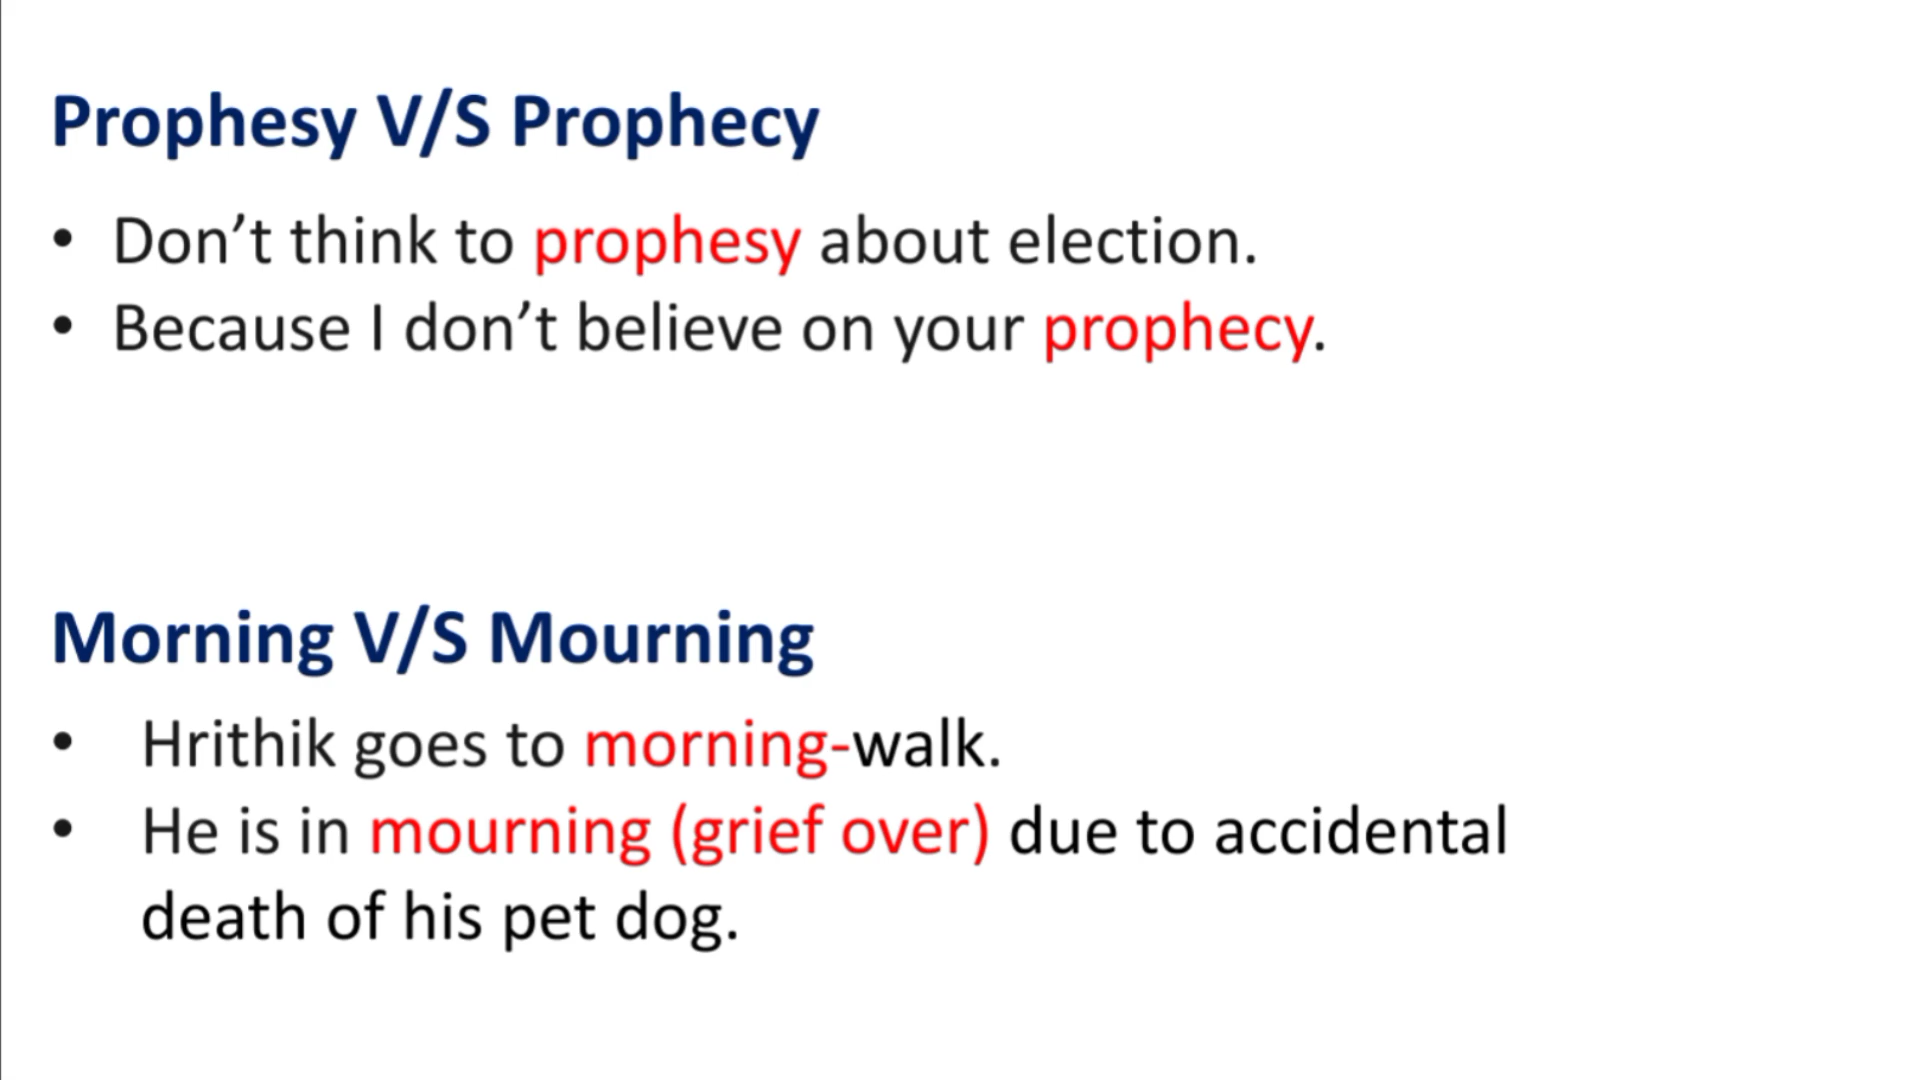 Prophesy V/S Prophecy
• Don’t think to prophesy about election.
• Because I don’t believe on your prophecy.
Morning V/S Mourning
• Hrithik goes to morning-walk.
• He is in mourning (grief over) due to accidental
death of his pet dog.